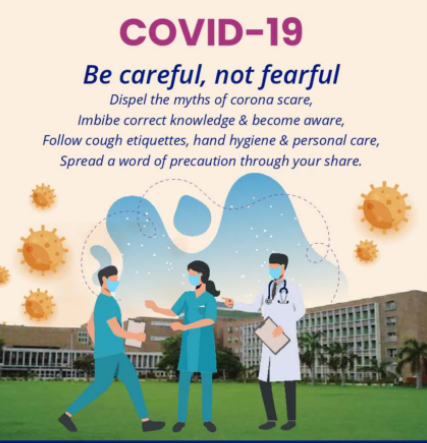 COVID-19
Be careful, not fearful
Dispel the myths of corona scare,
Imbibe correct knowledge & become aware,
Follow cough etiquettes, hand hygiene & personal care,
Spread a word of precaution through your share.